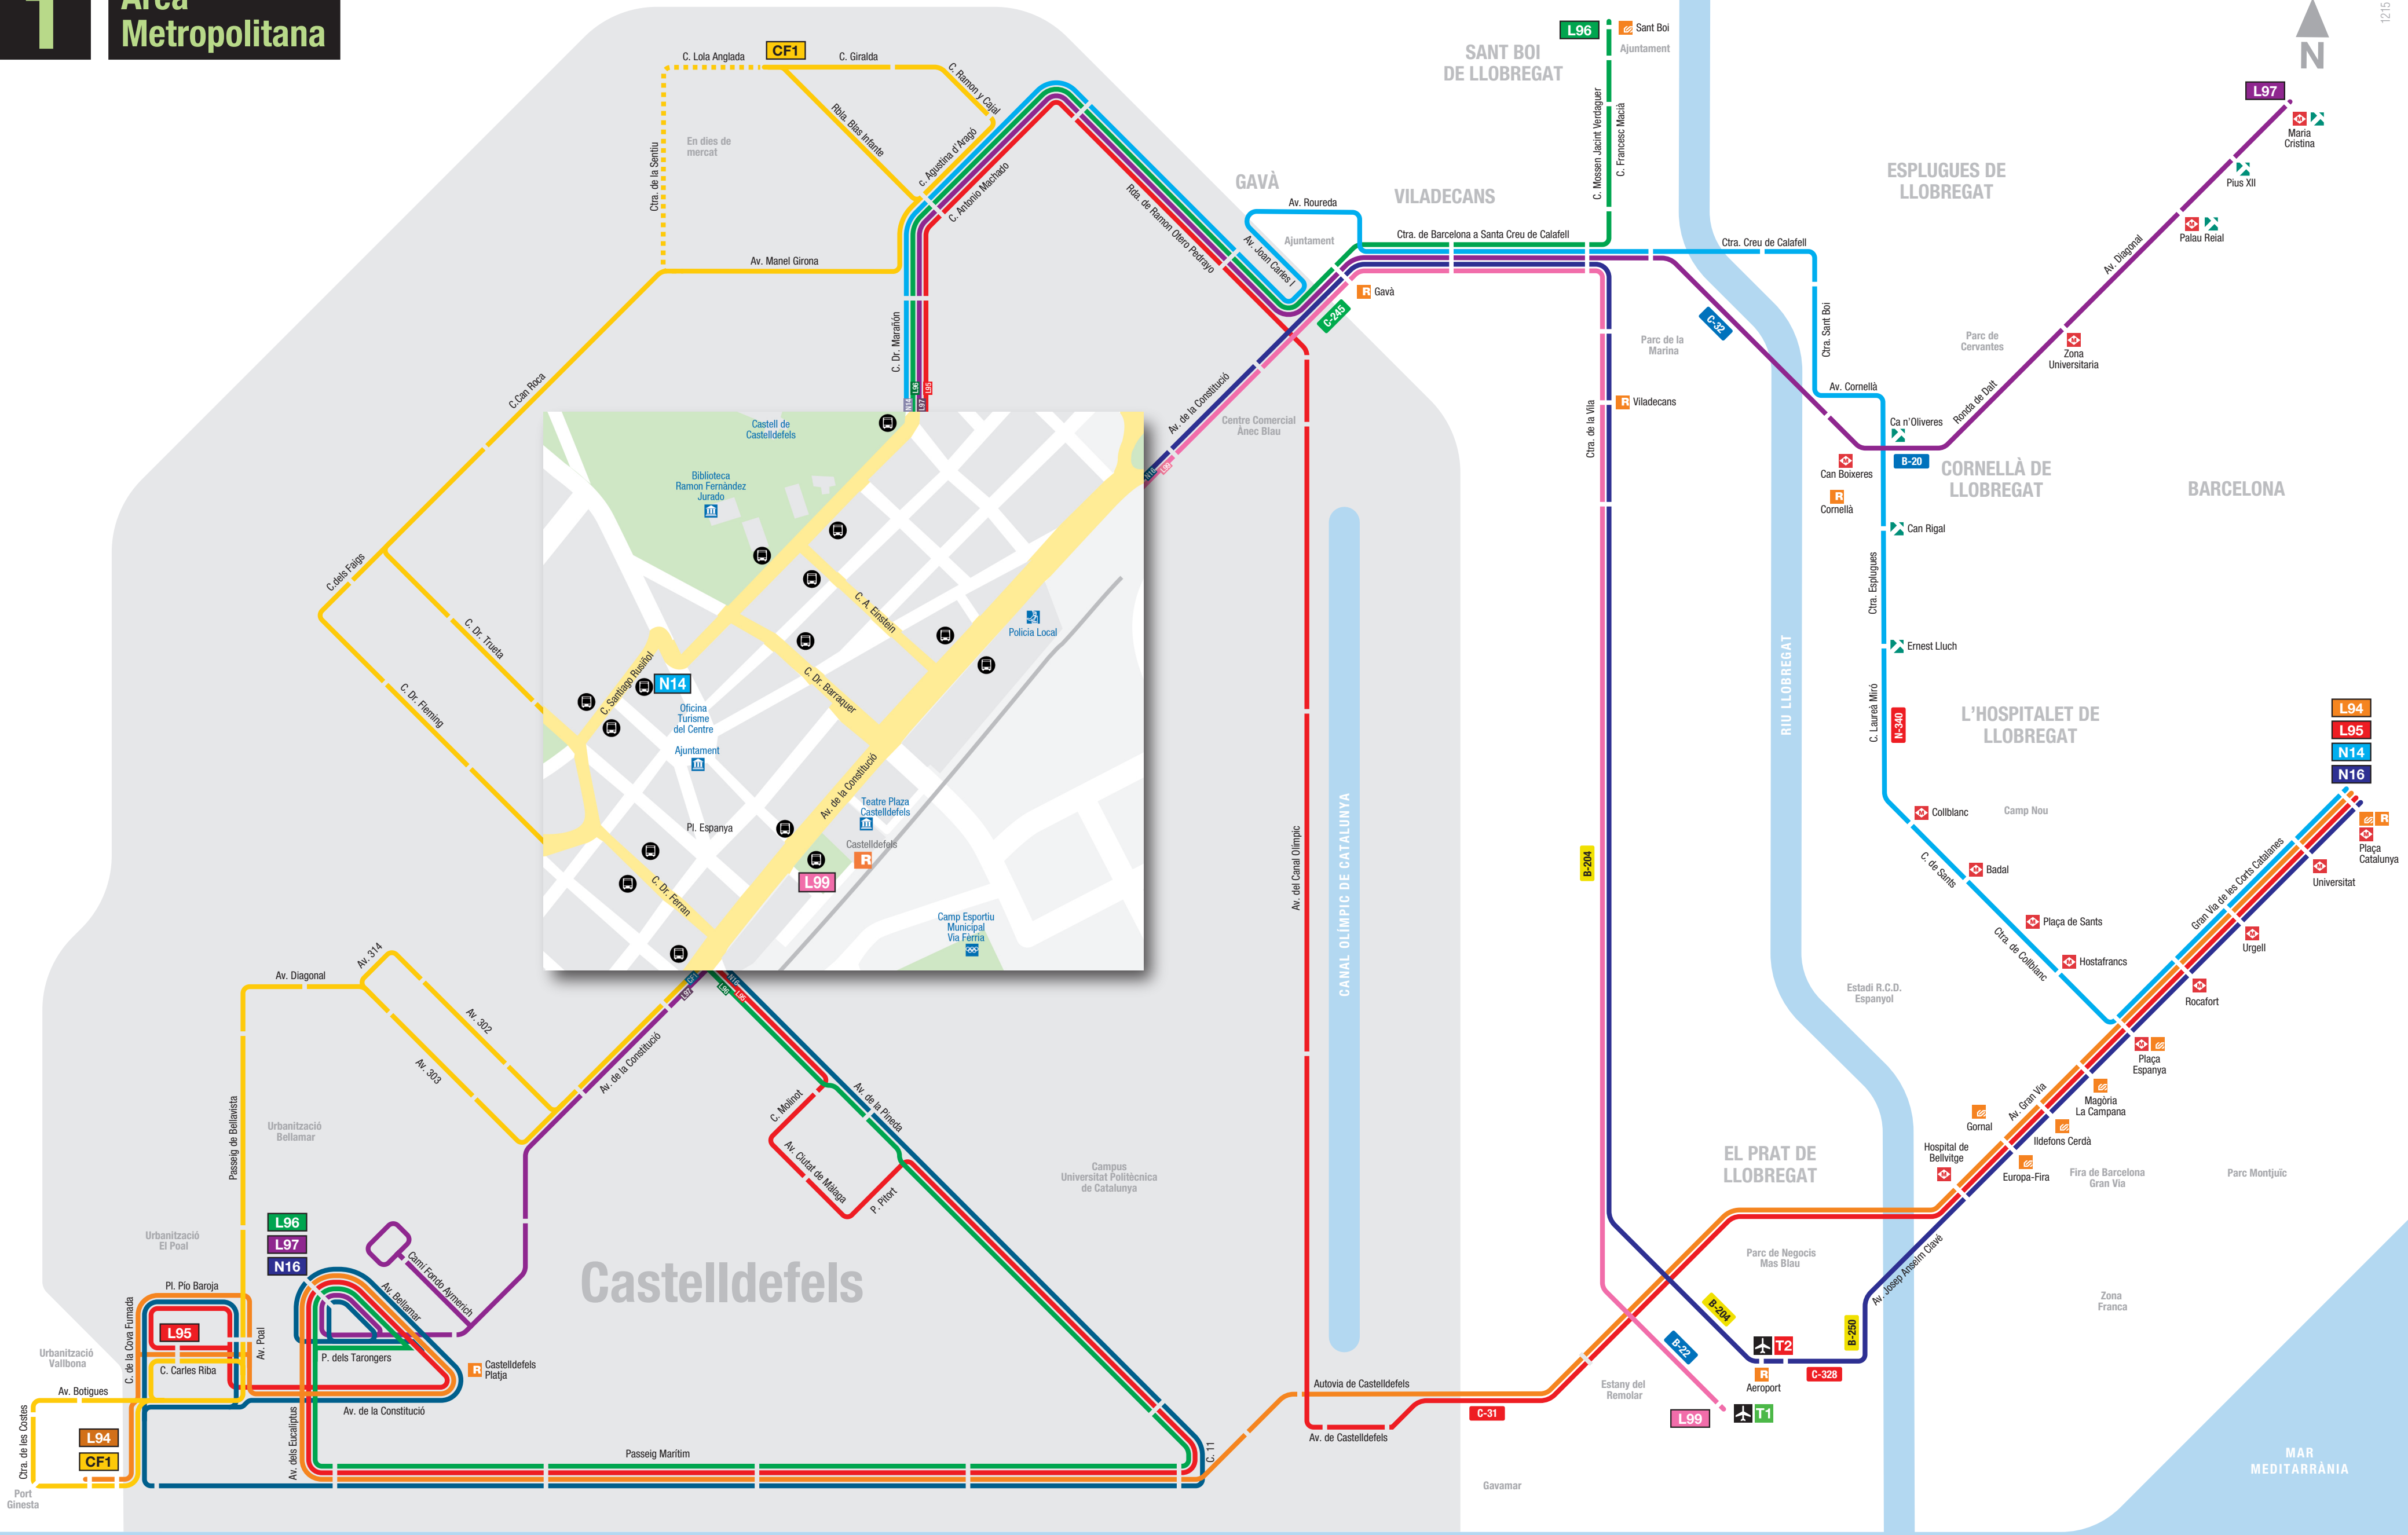 1
Àrea
Metropolitana
1215
N
CF1
C. Lola Anglada
C. Giralda
C. Ramon y Cajal
Rbla. Blas Infante
En dies de
mercat
Ctra. de la Sentiu
c. Agustina d'Aragó
C. Antonio Machado
Av. Manel Girona
C. Dr. Marañón
Rda. de Ramon Otero Pedrayo
C.Can Roca
C.dels Faigs
C. Dr. Trueta
C. Dr. Fleming
N14
L96
L97
L95
GAVÀ
Av. Roureda
Ajuntament
Av. Joan Carles I
VILADECANS
Ctra. de Barcelona a Santa Creu de Calafell
R Gavà
C-245
Av. de la Constitució
Centre Comercial
Ànec Blau
N16
L99
L96
Sant Boi
Ajuntament
SANT BOI
DE LLOBREGAT
C. Mossen Jacint Verdaguer
C. Francesc Macià
Ctra. Creu de Calafell
Ctra. Sant Boi
C-32
Parc de la
Marina
R Viladecans
Ctra. de la Vila
B-204
ESPLUGUES DE
LLOBREGAT
L97
Maria
Cristina
Pius XII
Palau Reial
Av. Diagonal
Zona
Universitaria
Parc de
Cervantes
Ronda de Dalt
Av. Cornellà
Ca n'Oliveres
B-20
Can Boixeres
R
Cornellà
CORNELLÀ DE
LLOBREGAT
BARCELONA
Can Rigal
Ctra. Esplugues
Ernest Lluch
C. Laureà Miró
N-340
L'HOSPITALET DE
LLOBREGAT
RIU LLOBREGAT
L94
L95
N14
N16
R
Plaça
Catalunya
Universitat
Urgell
Rocafort
Gran Via de les Corts Catalanes
Collblanc
Camp Nou
Badal
C. de Sants
Plaça de Sants
Hostafrancs
Ctra. de Collblanc
Estadi R.C.D.
Espanyol
Plaça
Espanya
Magòria
La Campana
Ildefons Cerdà
Av. Gran Via
Gornal
Hospital de
Bellvitge
Europa-Fira
Fira de Barcelona
Gran Via
Parc Montjuïc
EL PRAT DE
LLOBREGAT
Parc de Negocis
Mas Blau
Av. Josep Anselm Clavé
Zona
Franca
B-204
B-250
T2
R
Aeroport
C-328
B-22
L99
T1
Estany del
Remolar
C-31
Autovia de Castelldefels
Av. de Castelldefels
Gavamar
MAR
MEDITARRÀNIA
Av. del Canal Olímpic
CANAL OLÍMPIC DE CATALUNYA
Castell de
Castelldefels
Biblioteca
Ramon Fernàndez
Jurado
C. A. Einstein
Policia Local
C. Santiago Rusiñol
N14
C. Dr. Barraquer
Oficina
Turisme
del Centre
Ajuntament
Av. de la Constitució
Teatre Plaza
Castelldefels
Pl. Espanya
Castelldefels
R
L99
C. Dr. Ferran
Camp Esportiu
Municipal
Via Fèrria
CF1
L97
N16
L96
L95
Av. Diagonal
Av. 314
Av. 302
Av. 303
Av. de la Constitució
Passeig de Bellavista
Urbanització
Bellamar
Urbanització
El Poal
C. Molinot
Av. Ciutat de Màlaga
P. Pitort
Av. de la Pineda
Campus
Universitat Politècnica
de Catalunya
Castelldefels
L96
L97
N16
Camí Fondo Aymerich
Av. Bellamar
P. dels Tarongers
R Castelldefels
Platja
Av. de la Constitució
Av. dels Eucaliptus
Passeig Marítim
C. 11
Pl. Pío Baroja
L95
C. Carles Riba
C. de la Cova Fumada
Av. Poal
Urbanització
Vallbona
Av. Botigues
Ctra. de les Costes
L94
CF1
Port
Ginesta